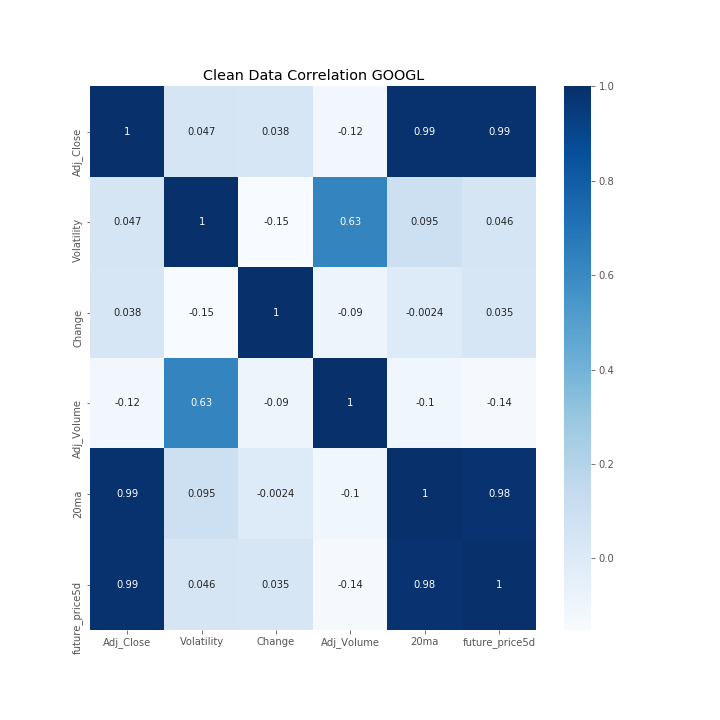 Clean Data Correlation GOOGL
Adj_Close 1 0.047 0.038 -0.12 0.99 0.99
Volatility 0.047 1 -0.15 0.63 0.095 0.046
Change 0.038 -0.15 1 -0.09 -0.0024 0.035
Adj_Volume -0.12 0.63 -0.09 1 -0.1 -0.14
20ma 0.99 0.095 -0.0024 -0.1 1 0.98
future_price5d 0.99 0.046 0.035 -0.14 0.98 1
Adj_Close Volatility Change Adj_Volume 20ma future_price5d
1.0
0.8
0.6
0.4
0.2
0.0